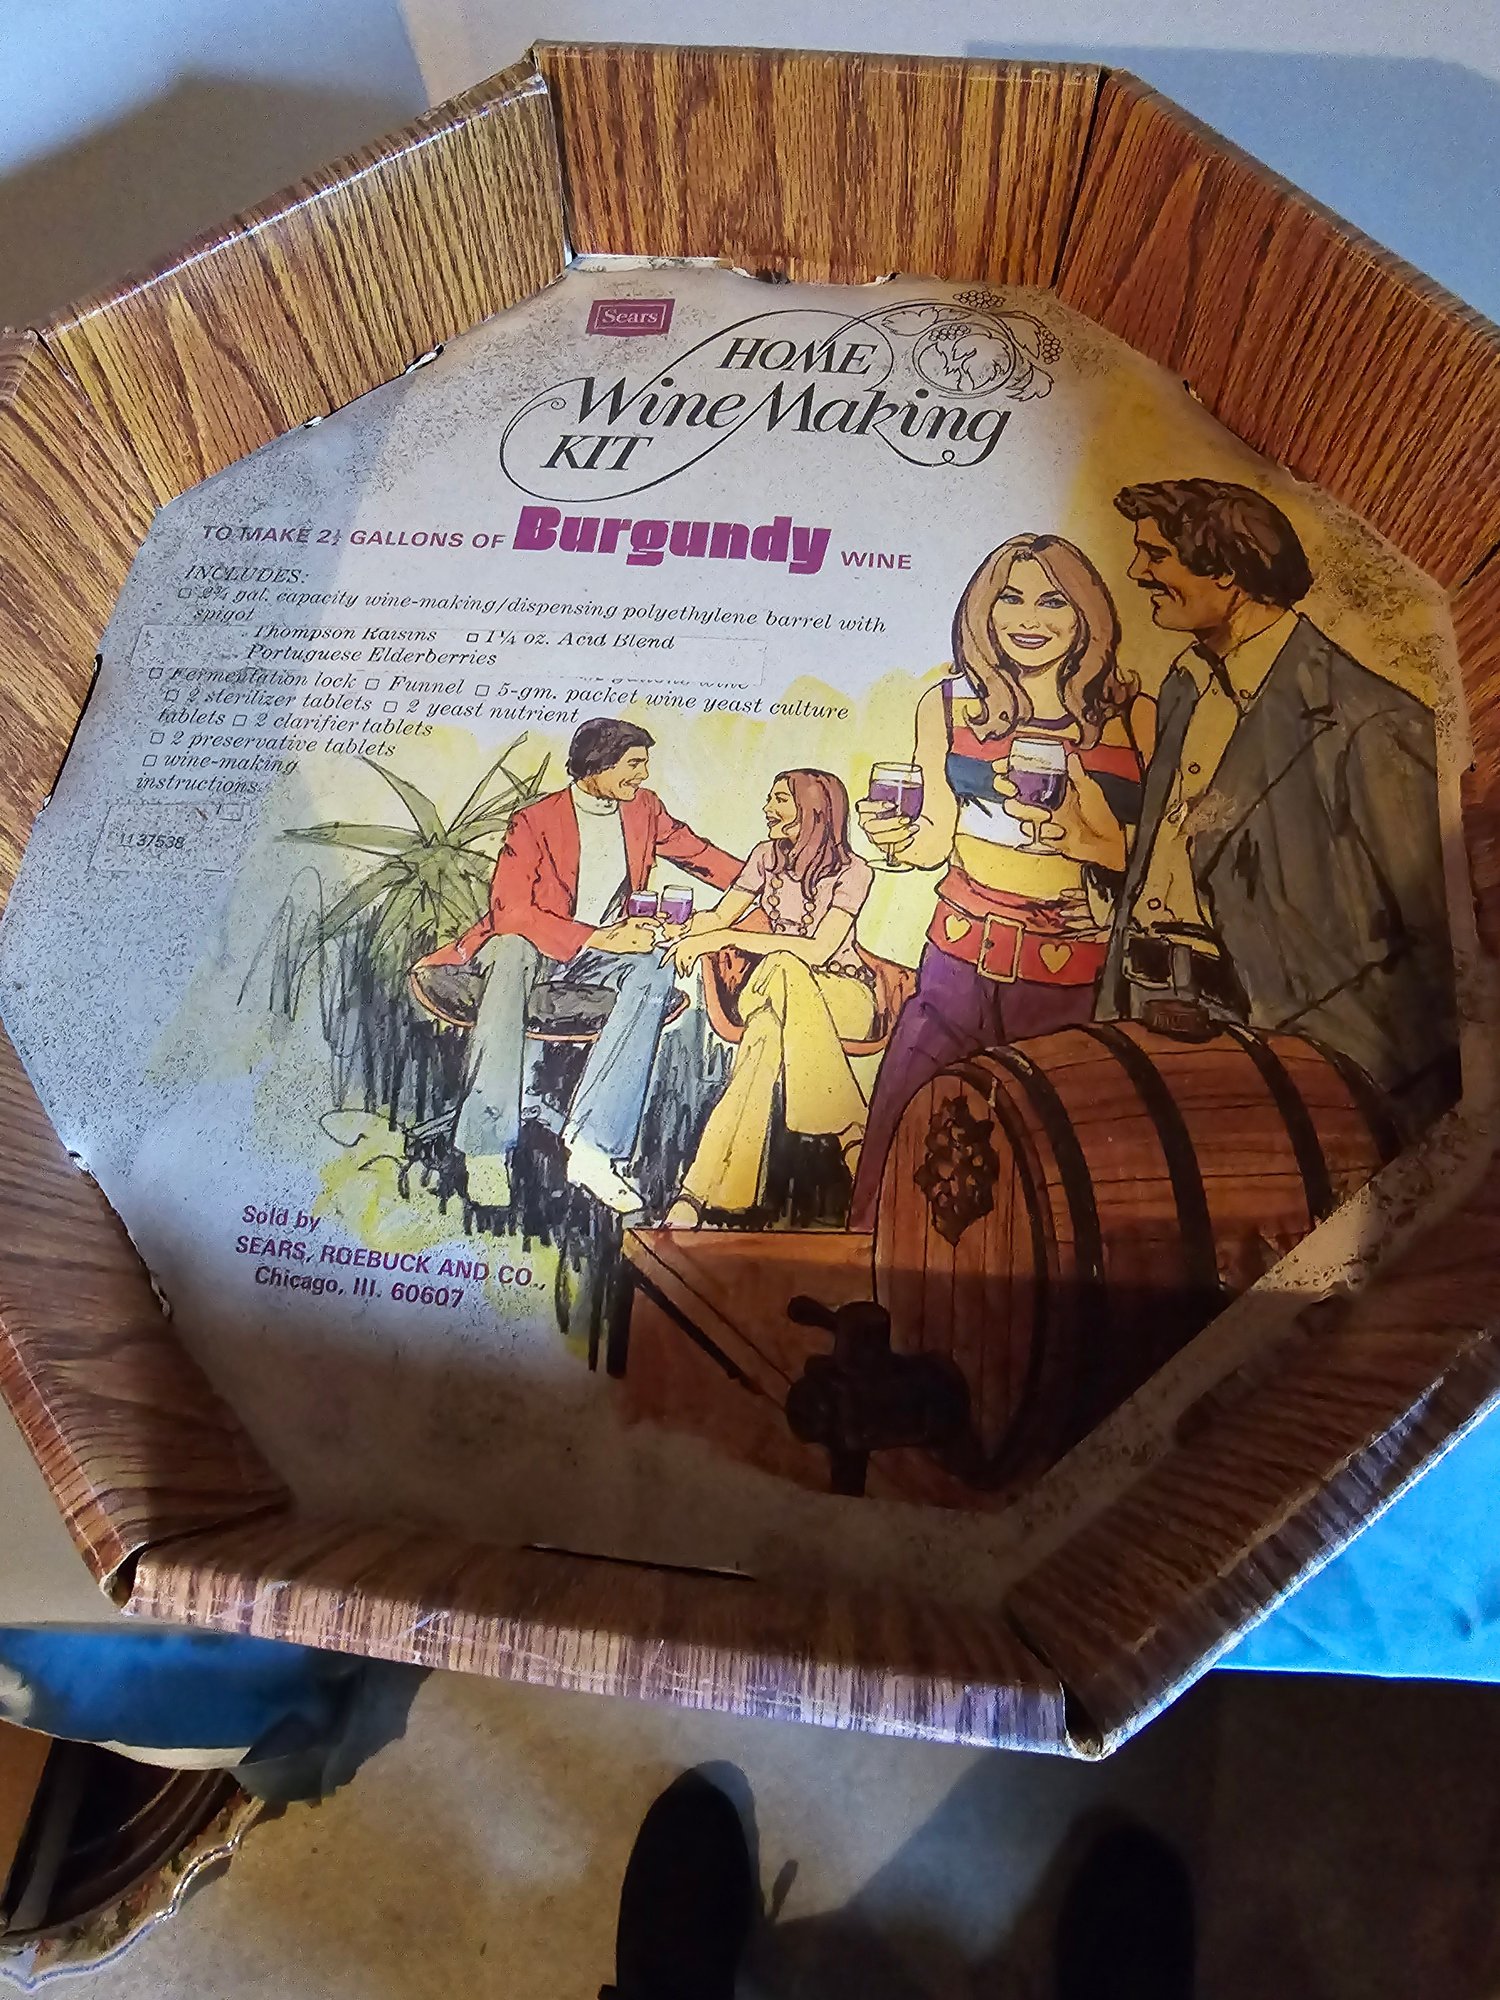 Sears
HOME
Wine Making
KIT
TO MAKE 2½ GALLONS OF Burgundy WINE
INCLUDES:
□ 2¾ gal. capacity wine-making/dispensing polyethylene barrel with
spigot
Thompson Raisins □ 1¼ oz. Acid Blend
Portuguese Elderberries
□ Fermentation lock □ Funnel □ 5-gm. packet wine yeast culture
□ 2 sterilizer tablets □ 2 yeast nutrient
tablets □ 2 clarifier tablets
□ 2 preservative tablets
□ wine-making
instructions
37538
Sold by
SEARS, ROEBUCK AND CO.,
Chicago, Ill. 60607